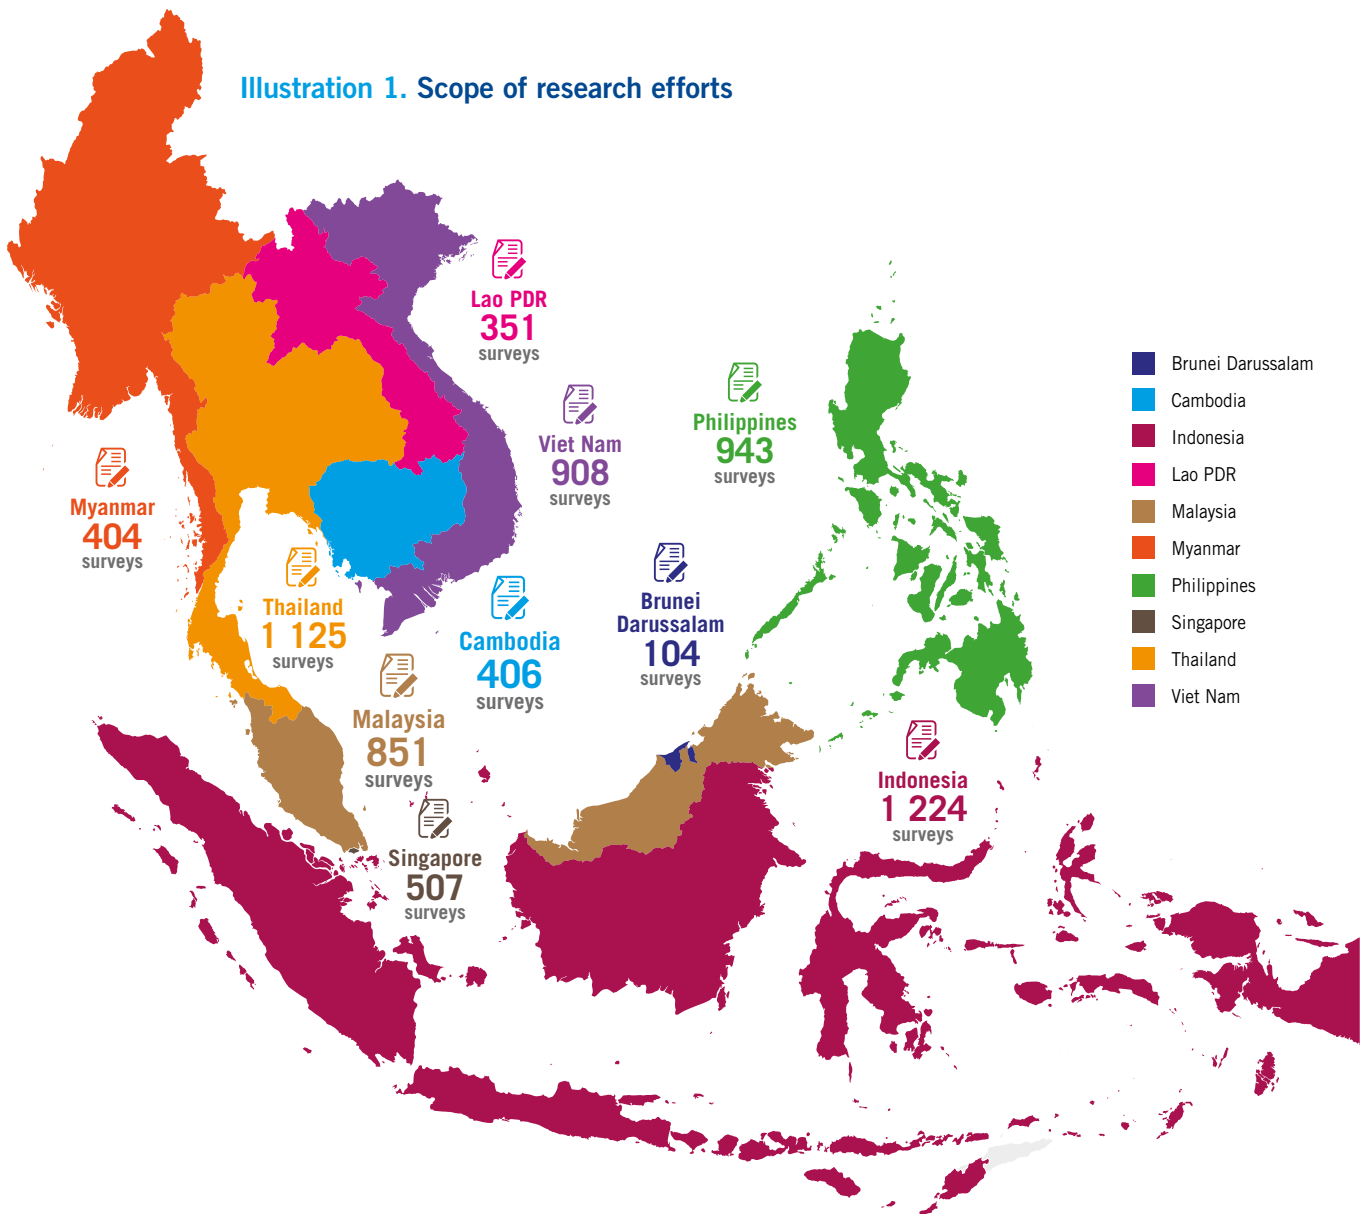 Illustration 1. Scope of research efforts
Lao PDR
351
surveys
Viet Nam
908
surveys
Philippines
943
surveys
Myanmar
404
surveys
Thailand
1 125
surveys
Cambodia
406
surveys
Brunei
Darussalam
104
surveys
Malaysia
851
surveys
Singapore
507
surveys
Indonesia
1 224
surveys
Brunei Darussalam
Cambodia
Indonesia
Lao PDR
Malaysia
Myanmar
Philippines
Singapore
Thailand
Viet Nam